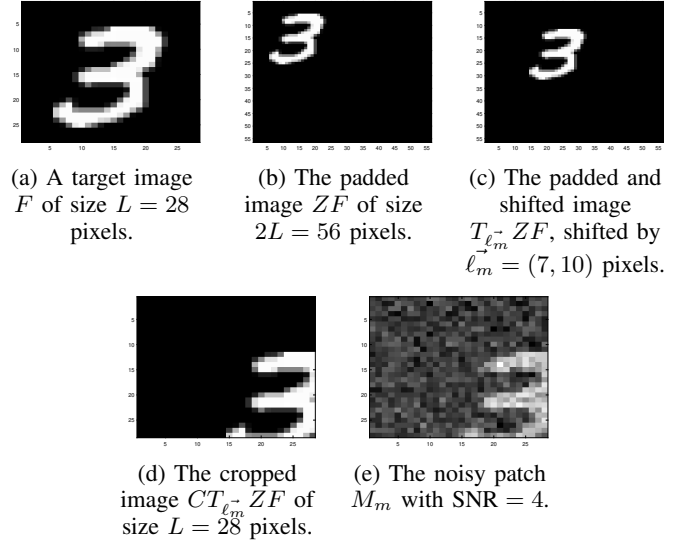 5
10
15
20
25
5 10 15 20 25
5
10
15
20
25
30
35
40
45
50
55
5 10 15 20 25 30 35 40 45 50 55
5
10
15
20
25
30
35
40
45
50
55
5 10 15 20 25 30 35 40 45 50 55
(a) A target image
F of size L = 28
pixels.
(b) The padded
image ZF of size
2L = 56 pixels.
(c) The padded and
shifted image
T_{\vec{ℓ_m}} ZF, shifted by
\vec{ℓ_m} = (7, 10) pixels.
5
10
15
20
25
5 10 15 20 25
5
10
15
20
25
5 10 15 20 25
(d) The cropped
image CT_{\vec{ℓ_m}} ZF of
size L = 28 pixels.
(e) The noisy patch
M_m with SNR = 4.